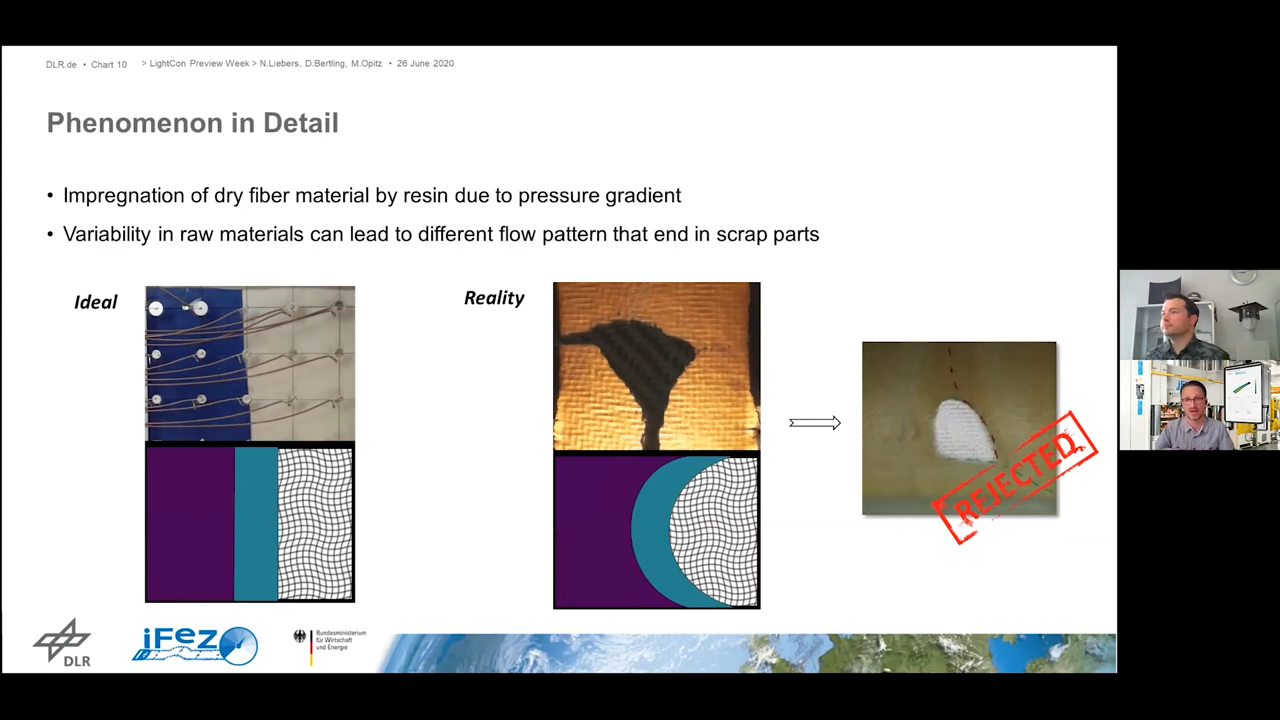 DLR.de • Chart 10 > LightCon Preview Week > N.Liebers, D.Bertling, M.Opitz • 26 June 2020
Phenomenon in Detail
• Impregnation of dry fiber material by resin due to pressure gradient
• Variability in raw materials can lead to different flow pattern that end in scrap parts
Ideal
Reality
REJECTED
DLR
iFez
Bundesministerium
für Wirtschaft
und Energie